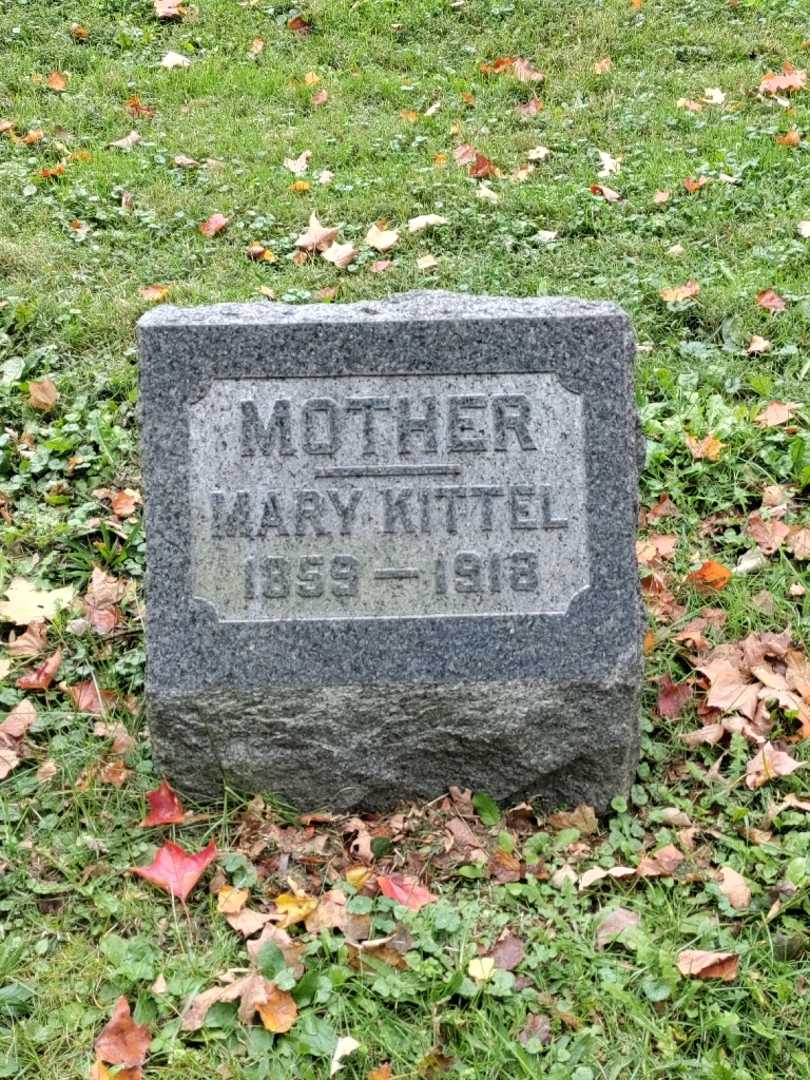 MOTHER
MARY KITTEL
1859 — 1918